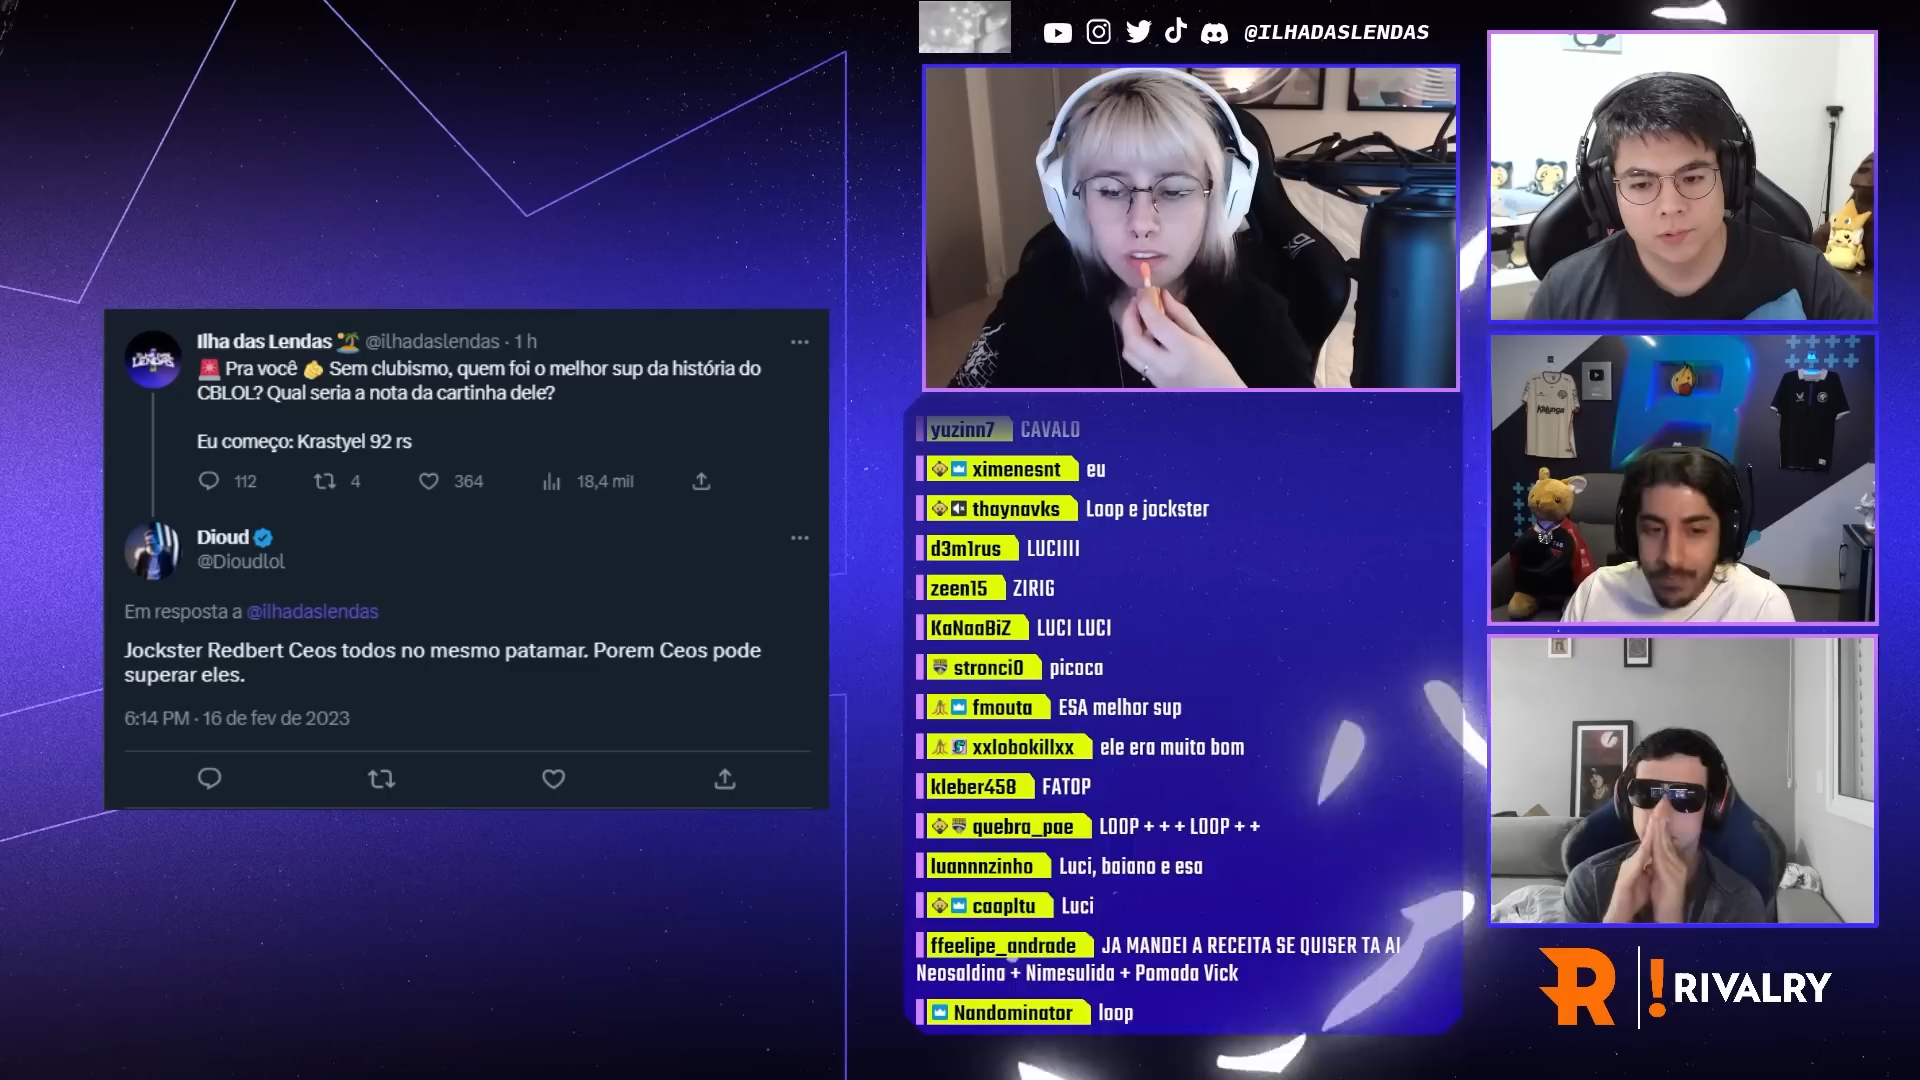 @ILHADASLENDAS
Ilha das Lendas 🏝️ @ilhadaslendas · 1 h
🚨 Pra você 🫵 Sem clubismo, quem foi o melhor sup da história do
CBLOL? Qual seria a nota da cartinha dele?
Eu começo: Krastyel 92 rs
112 4 364 18,4 mil
Dioud
@Dioudlol
Em resposta a @ilhadaslendas
Jockster Redbert Ceos todos no mesmo patamar. Porem Ceos pode
superar eles.
6:14 PM · 16 de fev de 2023
yuzinn7 CAVALO
ximenesnt eu
thaynavks Loop e jockster
d3m1rus LUCIIII
zeen15 ZIRIG
KaNaaBiZ LUCI LUCI
stronci0 picoca
fmouta ESA melhor sup
xxlobokillxx ele era muito bom
kleber458 FATOP
quebra_pae LOOP + + + LOOP + +
luannnzinho Luci, baiano e esa
caapltu Luci
ffeelipe_andrade JA MANDEI A RECEITA SE QUISER TA AI
Neosaldina + Nimesulida + Pomada Vick
Nandominator loop
Kalunga
R !RIVALRY